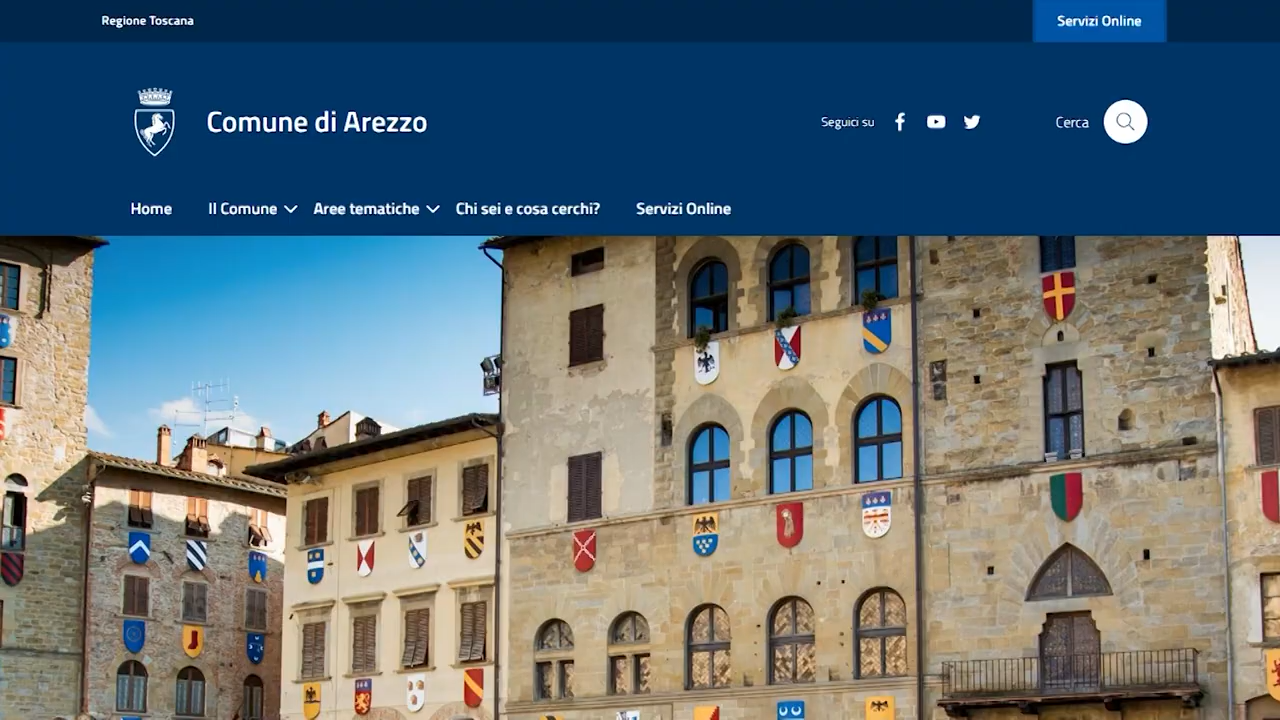 Regione Toscana
Servizi Online
Comune di Arezzo
Seguici su
Cerca
Home
Il Comune
Aree tematiche
Chi sei e cosa cerchi?
Servizi Online